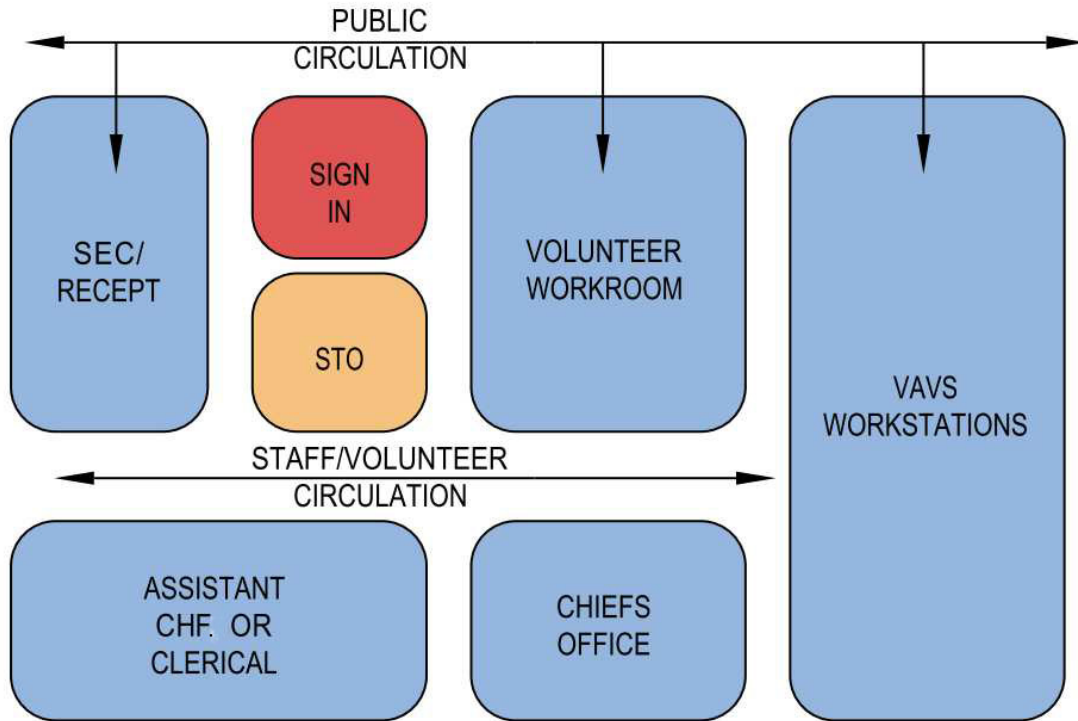 PUBLIC
CIRCULATION
SEC/
RECEPT
SIGN
IN
STO
VOLUNTEER
WORKROOM
VAVS
WORKSTATIONS
STAFF/VOLUNTEER
CIRCULATION
ASSISTANT
CHF. OR
CLERICAL
CHIEFS
OFFICE